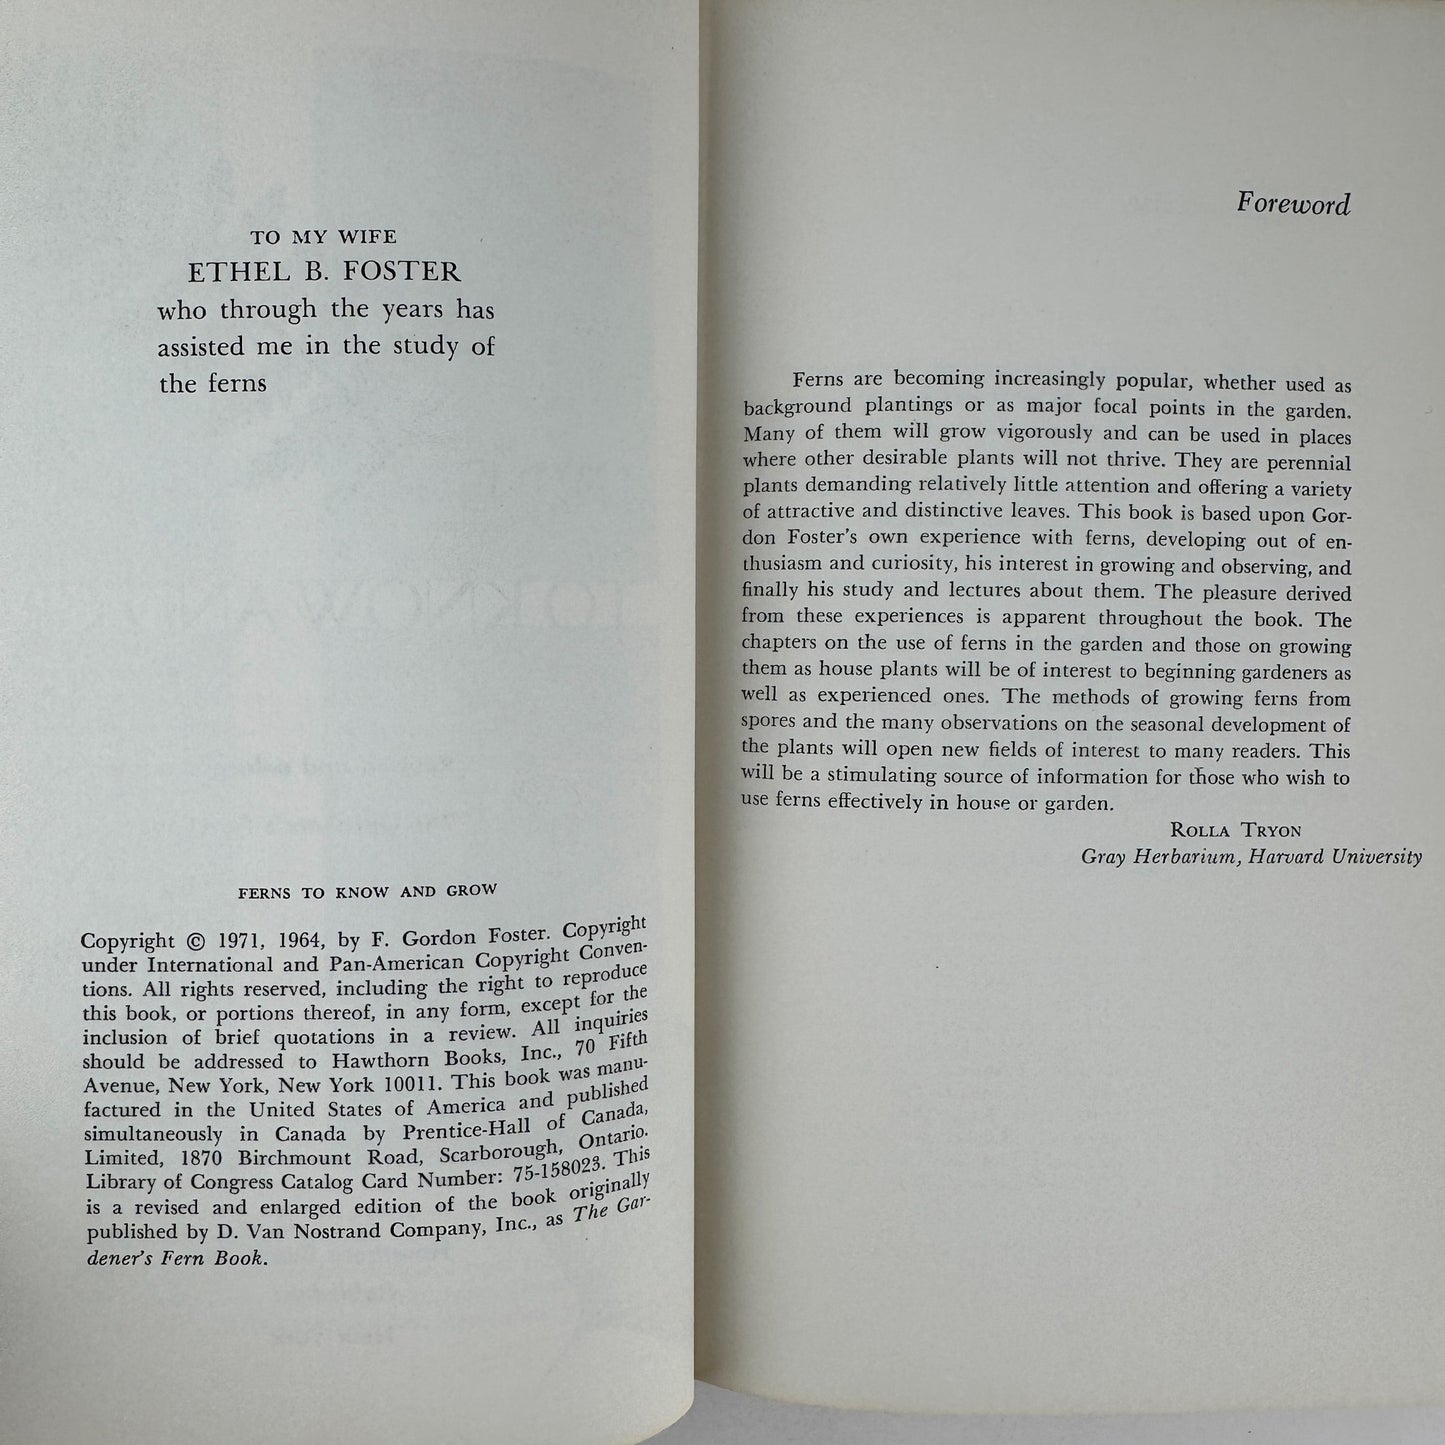 TO MY WIFE
ETHEL B. FOSTER
who through the years has
assisted me in the study of
the ferns
FERNS TO KNOW AND GROW
Copyright © 1971, 1964, by F. Gordon Foster. Copyright
under International and Pan-American Copyright Conven-
tions. All rights reserved, including the right to reproduce
this book, or portions thereof, in any form, except for the
inclusion of brief quotations in a review. All inquiries
should be addressed to Hawthorn Books, Inc., 70 Fifth
Avenue, New York, New York 10011. This book was manu-
factured in the United States of America and published
simultaneously in Canada by Prentice-Hall of Canada,
Limited, 1870 Birchmount Road, Scarborough, Ontario.
Library of Congress Catalog Card Number: 75-158023. This
is a revised and enlarged edition of the book originally
published by D. Van Nostrand Company, Inc., as The Gar-
dener's Fern Book.
Foreword
Ferns are becoming increasingly popular, whether used as
background plantings or as major focal points in the garden.
Many of them will grow vigorously and can be used in places
where other desirable plants will not thrive. They are perennial
plants demanding relatively little attention and offering a variety
of attractive and distinctive leaves. This book is based upon Gor-
don Foster's own experience with ferns, developing out of en-
thusiasm and curiosity, his interest in growing and observing, and
finally his study and lectures about them. The pleasure derived
from these experiences is apparent throughout the book. The
chapters on the use of ferns in the garden and those on growing
them as house plants will be of interest to beginning gardeners as
well as experienced ones. The methods of growing ferns from
spores and the many observations on the seasonal development of
the plants will open new fields of interest to many readers. This
will be a stimulating source of information for those who wish to
use ferns effectively in house or garden.
ROLLA TRYON
Gray Herbarium, Harvard University